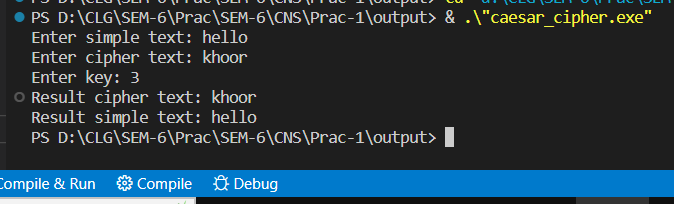 PS D:\CLG\SEM-6\Prac\SEM-6\CNS\Prac-1\output> & .\"caesar_cipher.exe"
Enter simple text: hello
Enter cipher text: khoor
Enter key: 3
Result cipher text: khoor
Result simple text: hello
PS D:\CLG\SEM-6\Prac\SEM-6\CNS\Prac-1\output>
Compile & Run Compile Debug